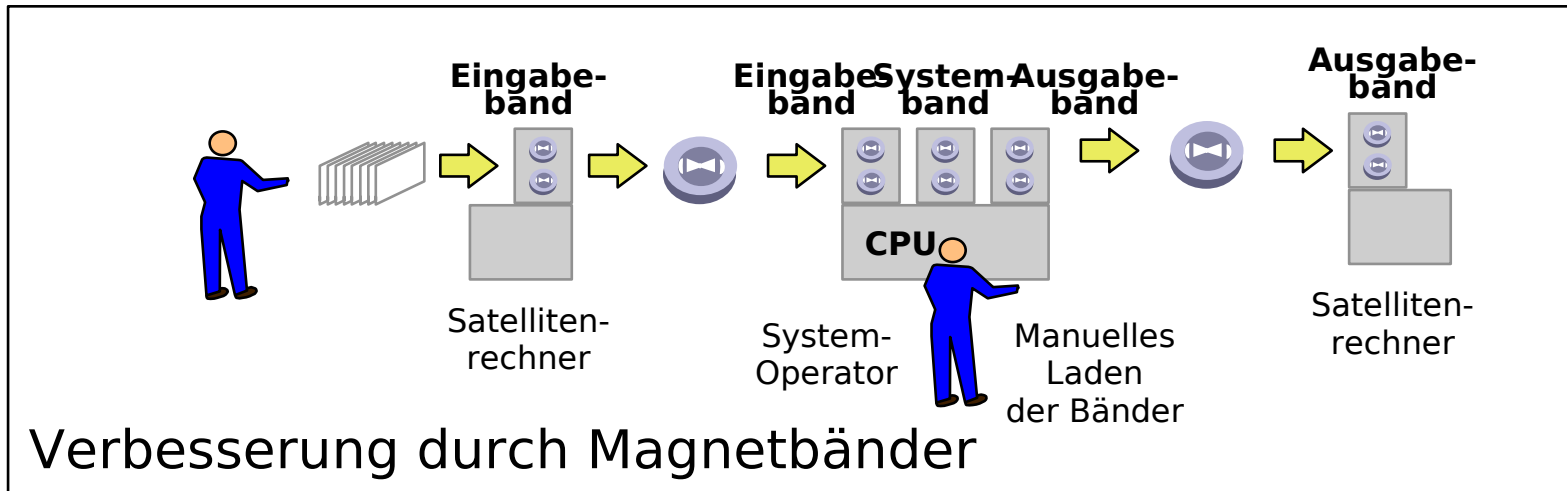 Eingabe-
band
Eingabe-
band
System-
band
Ausgabe-
band
Ausgabe-
band
CPU
Satelliten-
rechner
System-
Operator
Manuelles
Laden
der Bänder
Satelliten-
rechner
Verbesserung durch Magnetbänder